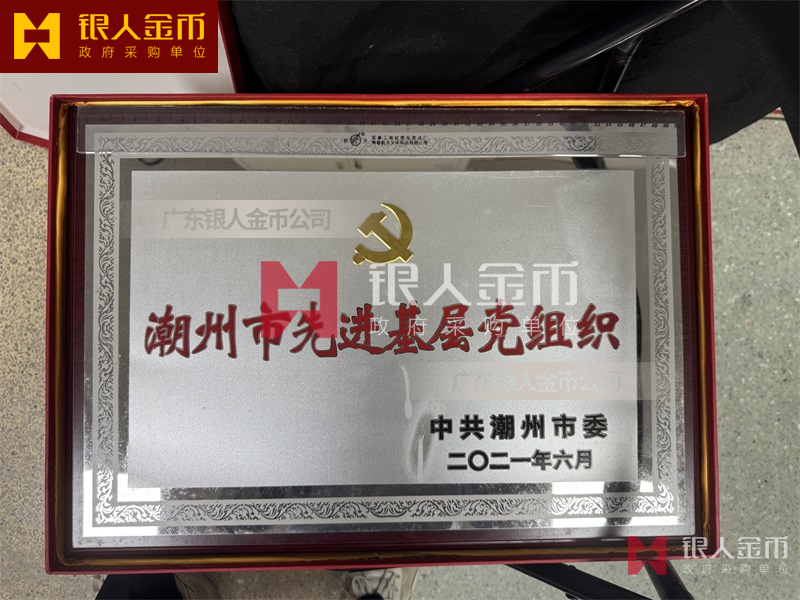 银人金币
政府采购单位
广东银人金币公司
银人金币
政府采购单位
潮州市先进基层党组织
广东银人金币公司
中共潮州市委
二〇二一年六月
银人金币
政府采购单位